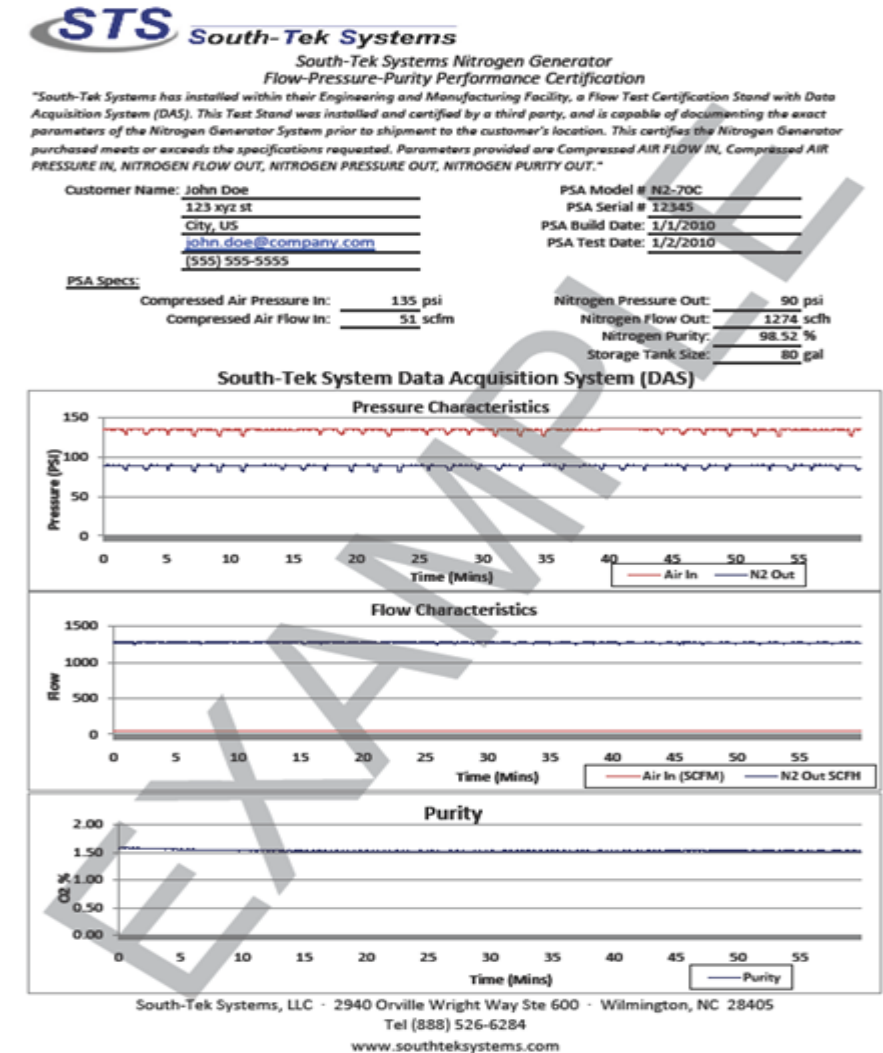 STS South-Tek Systems
South-Tek Systems Nitrogen Generator
Flow-Pressure-Purity Performance Certification
"South-Tek Systems has installed within their Engineering and Manufacturing Facility, a Flow Test Certification Stand with Data
Acquisition System (DAS). This Test Stand was installed and certified by a third party, and is capable of documenting the exact
parameters of the Nitrogen Generator System prior to shipment to the customer's location. This certifies the Nitrogen Generator
purchased meets or exceeds the specifications requested. Parameters provided are Compressed AIR FLOW IN, Compressed AIR
PRESSURE IN, NITROGEN FLOW OUT, NITROGEN PRESSURE OUT, NITROGEN PURITY OUT."
Customer Name: John Doe PSA Model # N2-70C
123 xyz st PSA Serial # 12345
City, US PSA Build Date: 1/1/2010
john.doe@company.com PSA Test Date: 1/2/2010
(555) 555-5555
PSA Specs:
Compressed Air Pressure In: 135 psi Nitrogen Pressure Out: 90 psi
Compressed Air Flow In: 51 scfm Nitrogen Flow Out: 1274 scfh
Nitrogen Purity: 98.52 %
Storage Tank Size: 80 gal
South-Tek System Data Acquisition System (DAS)
Pressure Characteristics
Pressure (PSI)
150
100
50
0
0 5 10 15 20 25 30 35 40 45 50 55
Time (Mins)
Air In N2 Out
Flow Characteristics
Flow
1500
1000
500
0
0 5 10 15 20 25 30 35 40 45 50 55
Time (Mins)
Air In (SCFM) N2 Out SCFH
Purity
O2 %
2.00
1.50
1.00
0.50
0.00
0 5 10 15 20 25 30 35 40 45 50 55
Time (Mins)
Purity
South-Tek Systems, LLC · 2940 Orville Wright Way Ste 600 · Wilmington, NC 28405
Tel (888) 526-6284
www.southteksystems.com
EXAMPLE